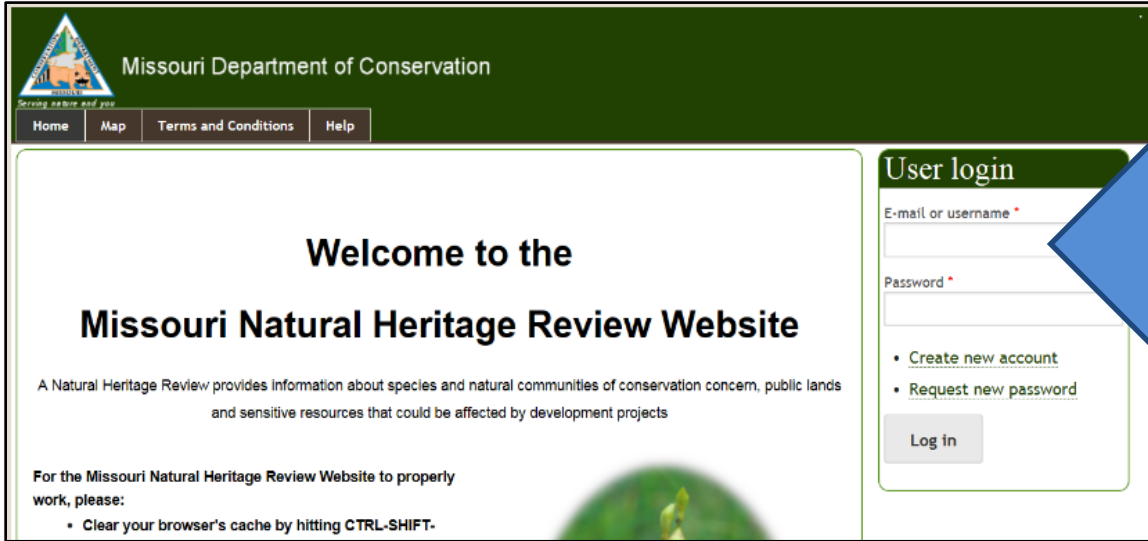 Missouri Department of Conservation
Serving nature and you
Home Map Terms and Conditions Help
Welcome to the
Missouri Natural Heritage Review Website
A Natural Heritage Review provides information about species and natural communities of conservation concern, public lands
and sensitive resources that could be affected by development projects
For the Missouri Natural Heritage Review Website to properly
work, please:
• Clear your browser's cache by hitting CTRL-SHIFT-
User login
E-mail or username *
Password *
• Create new account
• Request new password
Log in